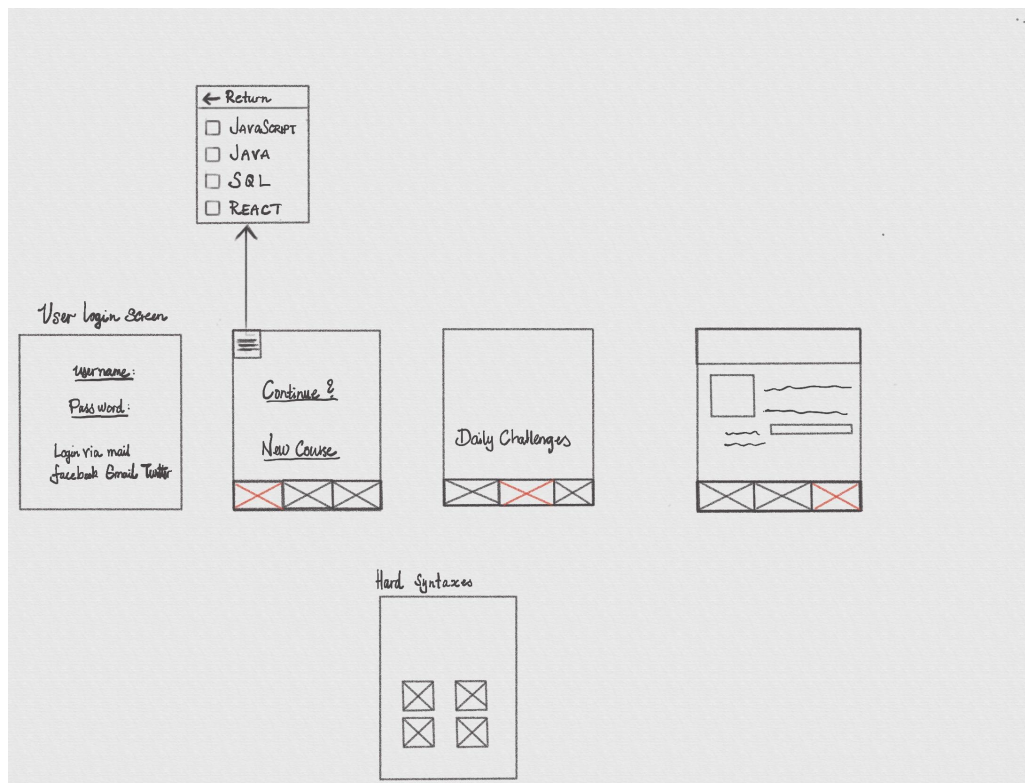 ← Return
JavaScript
Java
SQL
React
User Login Screen
Username:
Password:
Login via mail
facebook Gmail Twitter
Continue?
New Course
Daily Challenges
Hard Syntaxes